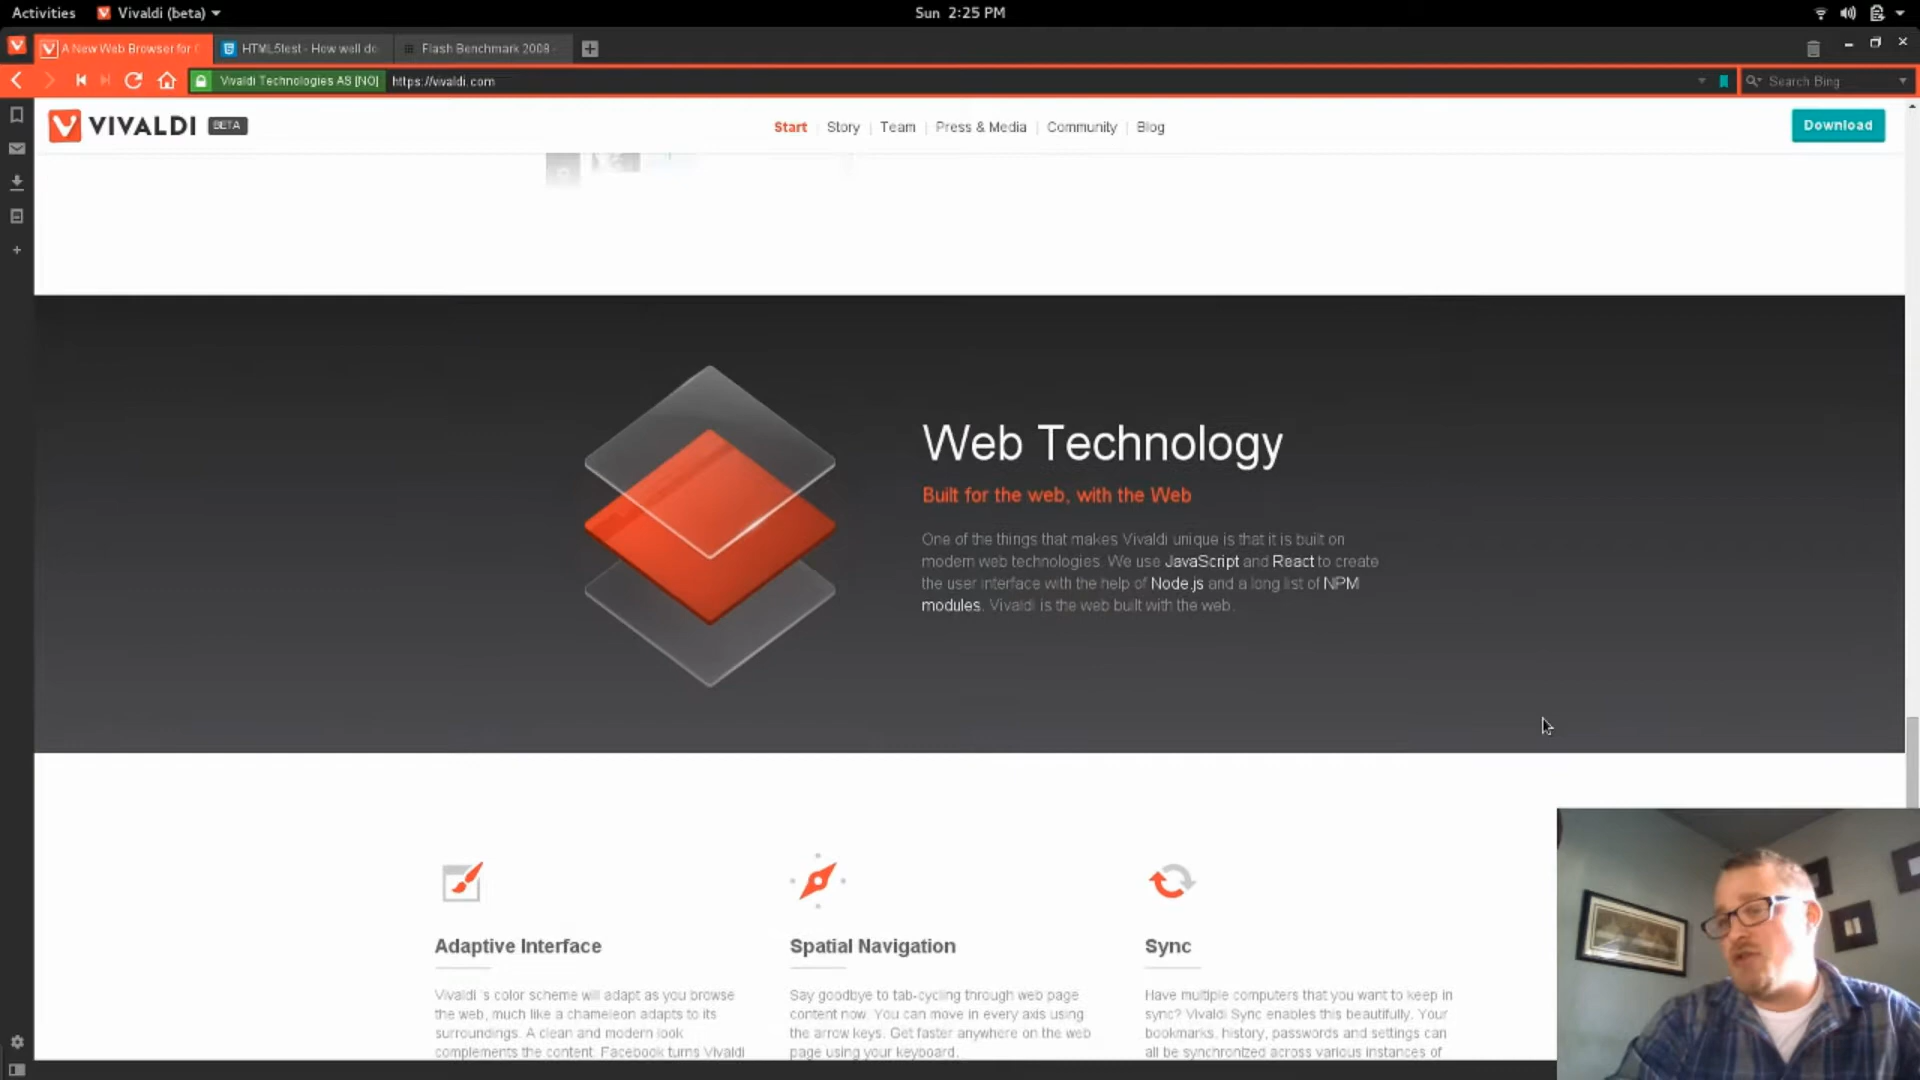 Activities
Vivaldi (beta)
Sun 2:25 PM
A New Web Browser for
HTML5test - How well do
Flash Benchmark 2008 -
Vivaldi Technologies AS [NO]
https://vivaldi.com
Search Bing
VIVALDI BETA
Start
Story
Team
Press & Media
Community
Blog
Download
Web Technology
Built for the web, with the Web
One of the things that makes Vivaldi unique is that it is built on
modern web technologies. We use JavaScript and React to create
the user interface with the help of Node.js and a long list of NPM
modules. Vivaldi is the web built with the web.
Adaptive Interface
Vivaldi 's color scheme will adapt as you browse
the web, much like a chameleon adapts to its
surroundings. A clean and modern look
complements the content: Facebook turns Vivaldi
Spatial Navigation
Say goodbye to tab-cycling through web page
content now. You can move in every axis using
the arrow keys. Get faster anywhere on the web
page using your keyboard.
Sync
Have multiple computers that you want to keep in
sync? Vivaldi Sync enables this beautifully. Your
bookmarks, history, passwords and settings can
all be synchronized across various instances of